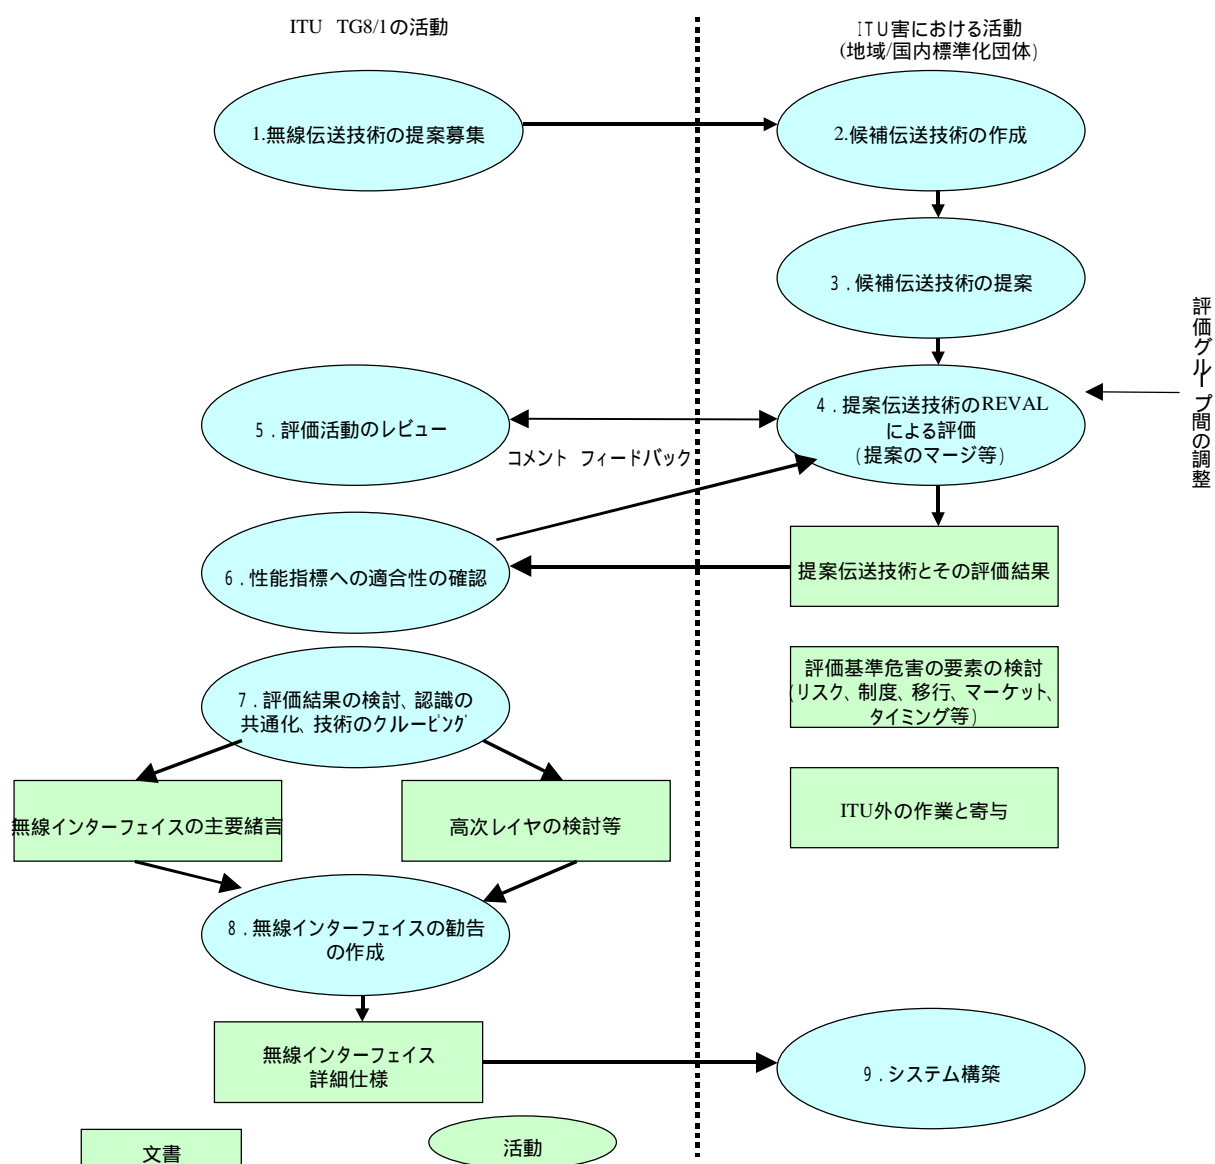 ITU TG8/1の活動
ITU害における活動
(地域/国内標準化団体)
1.無線伝送技術の提案募集
2.候補伝送技術の作成
3．候補伝送技術の提案
評価グループ間の調整
4．提案伝送技術のREVAL
による評価
(提案のマージ等)
5．評価活動のレビュー
コメント フィードバック
6．性能指標への適合性の確認
提案伝送技術とその評価結果
評価基準危害の要素の検討
(リスク、制度、移行、マーケット、
タイミング等)
7．評価結果の検討、認識の
共通化、技術のグルーピング
無線インターフェイスの主要緒言
高次レイヤの検討等
ITU外の作業と寄与
8．無線インターフェイスの勧告
の作成
無線インターフェイス
詳細仕様
9．システム構築
文書
活動